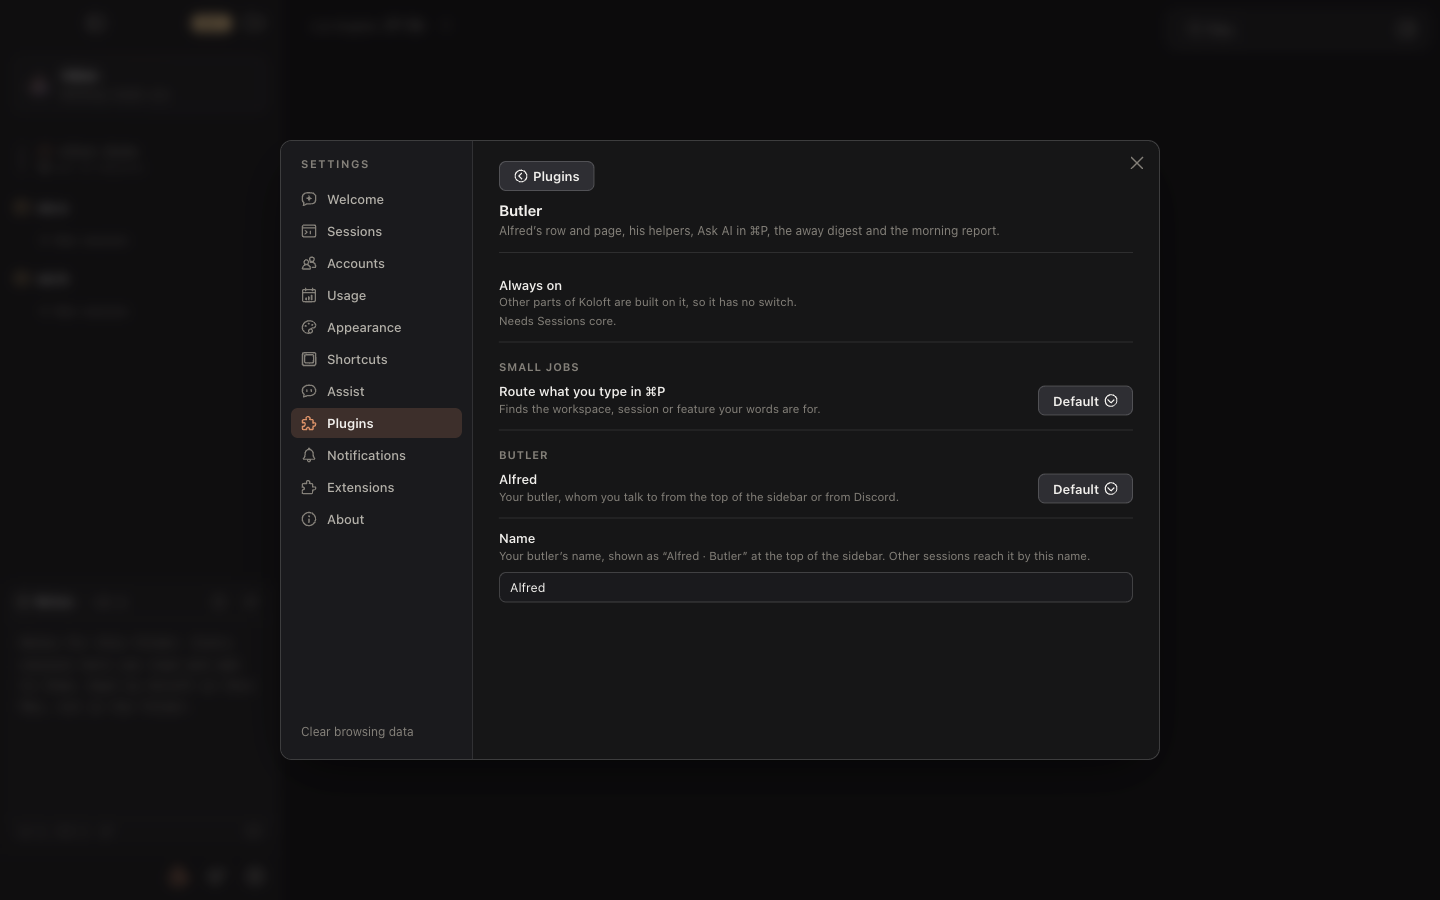 SETTINGS
Welcome
Sessions
Accounts
Usage
Appearance
Shortcuts
Assist
Plugins
Notifications
Extensions
About
Clear browsing data
Plugins
Butler
Alfred's row and page, his helpers, Ask AI in ⌘P, the away digest and the morning report.
Always on
Other parts of Koloft are built on it, so it has no switch.
Needs Sessions core.
SMALL JOBS
Route what you type in ⌘P
Finds the workspace, session or feature your words are for.
Default
BUTLER
Alfred
Your butler, whom you talk to from the top of the sidebar or from Discord.
Default
Name
Your butler's name, shown as “Alfred · Butler” at the top of the sidebar. Other sessions reach it by this name.
Alfred